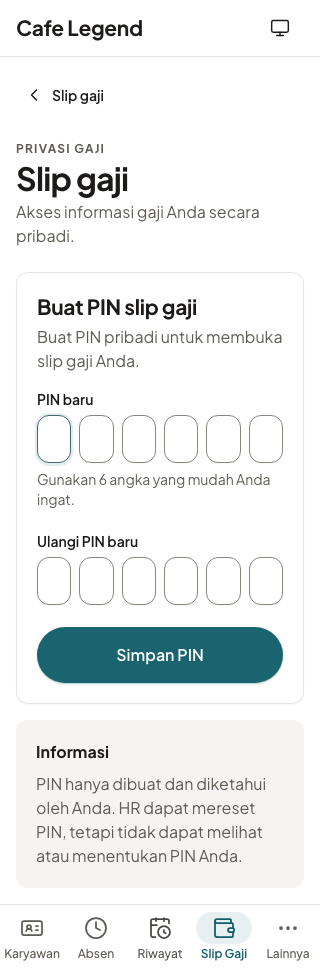 Cafe Legend
Slip gaji
PRIVASI GAJI
Slip gaji
Akses informasi gaji Anda secara
pribadi.
Buat PIN slip gaji
Buat PIN pribadi untuk membuka
slip gaji Anda.
PIN baru
Gunakan 6 angka yang mudah Anda
ingat.
Ulangi PIN baru
Simpan PIN
Informasi
PIN hanya dibuat dan diketahui
oleh Anda. HR dapat mereset
PIN, tetapi tidak dapat melihat
atau menentukan PIN Anda.
Karyawan Absen Riwayat Slip Gaji Lainnya